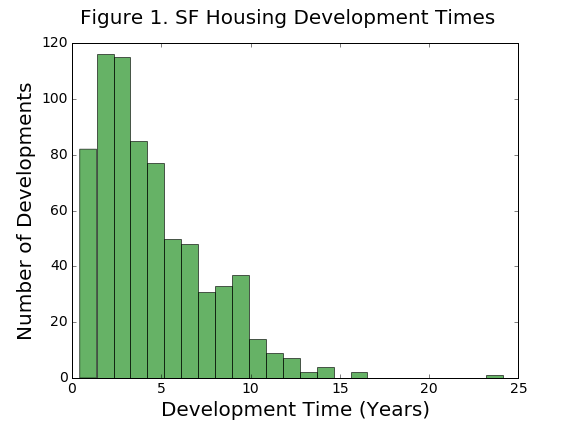 Figure 1. SF Housing Development Times
120
100
80
60
40
20
0
Number of Developments
0 5 10 15 20 25
Development Time (Years)